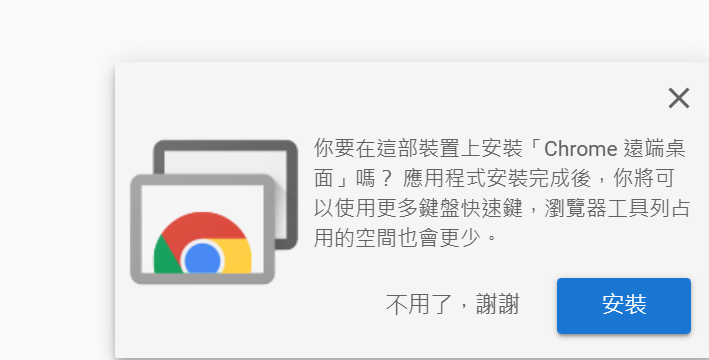 你要在這部裝置上安裝「Chrome 遠端桌
面」嗎？ 應用程式安裝完成後，你將可
以使用更多鍵盤快速鍵，瀏覽器工具列占
用的空間也會更少。
不用了，謝謝
安裝